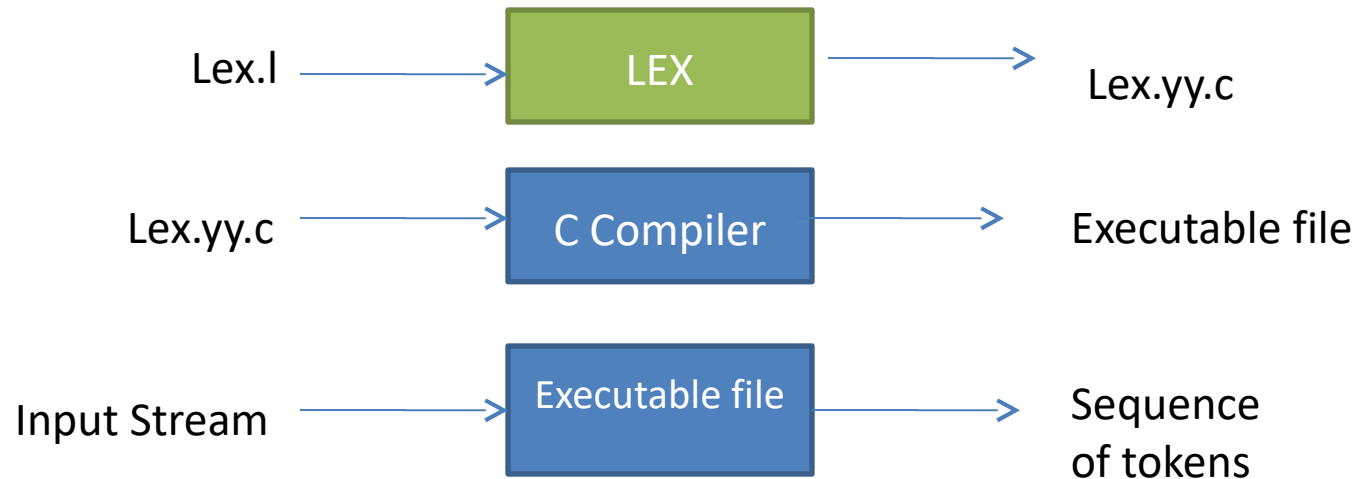 Lex.l
LEX
Lex.yy.c
Lex.yy.c
C Compiler
Executable file
Input Stream
Executable file
Sequence
of tokens